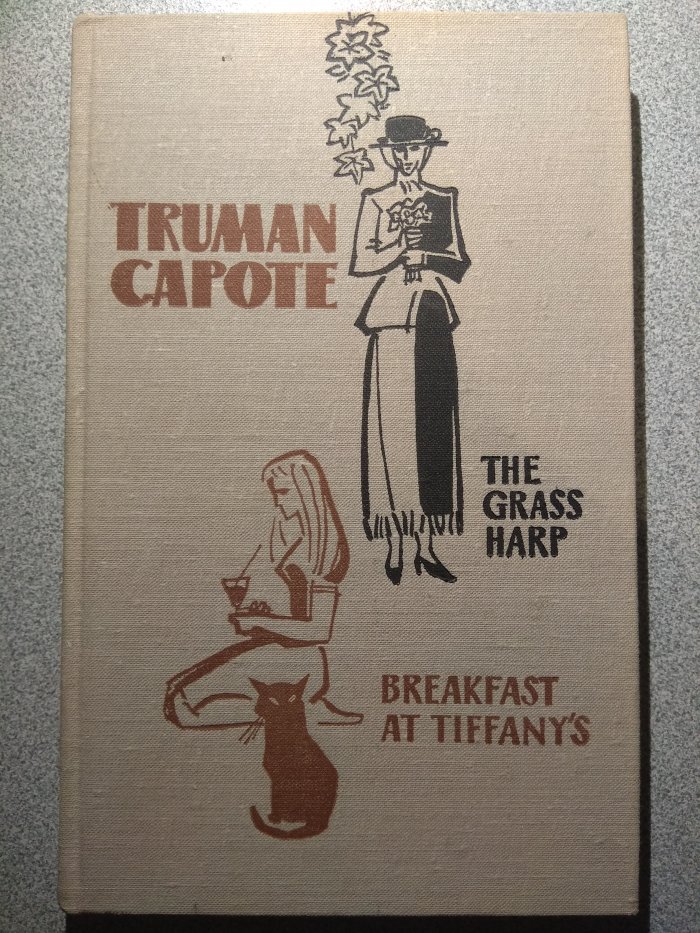 TRUMAN
CAPOTE
THE
GRASS
HARP
BREAKFAST
AT TIFFANY'S